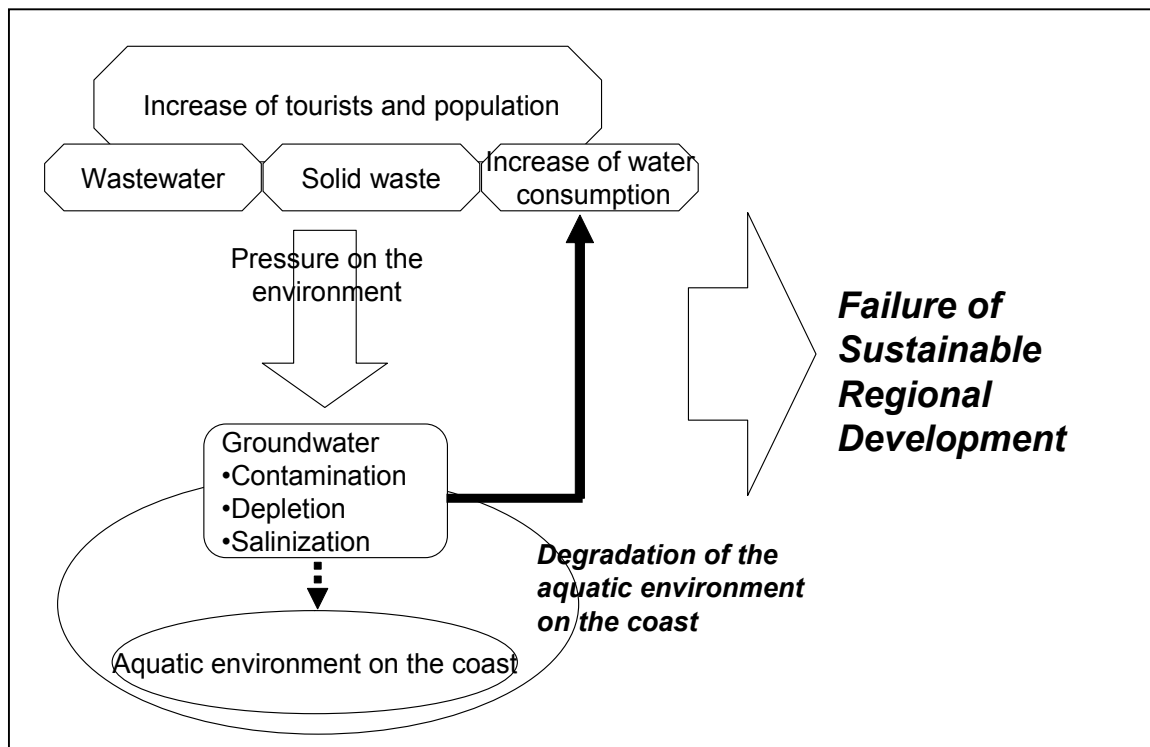 Increase of tourists and population
Wastewater
Solid waste
Increase of water
consumption
Pressure on the
environment
Failure of
Sustainable
Regional
Development
Groundwater
•Contamination
•Depletion
•Salinization
Degradation of the
aquatic environment
on the coast
Aquatic environment on the coast